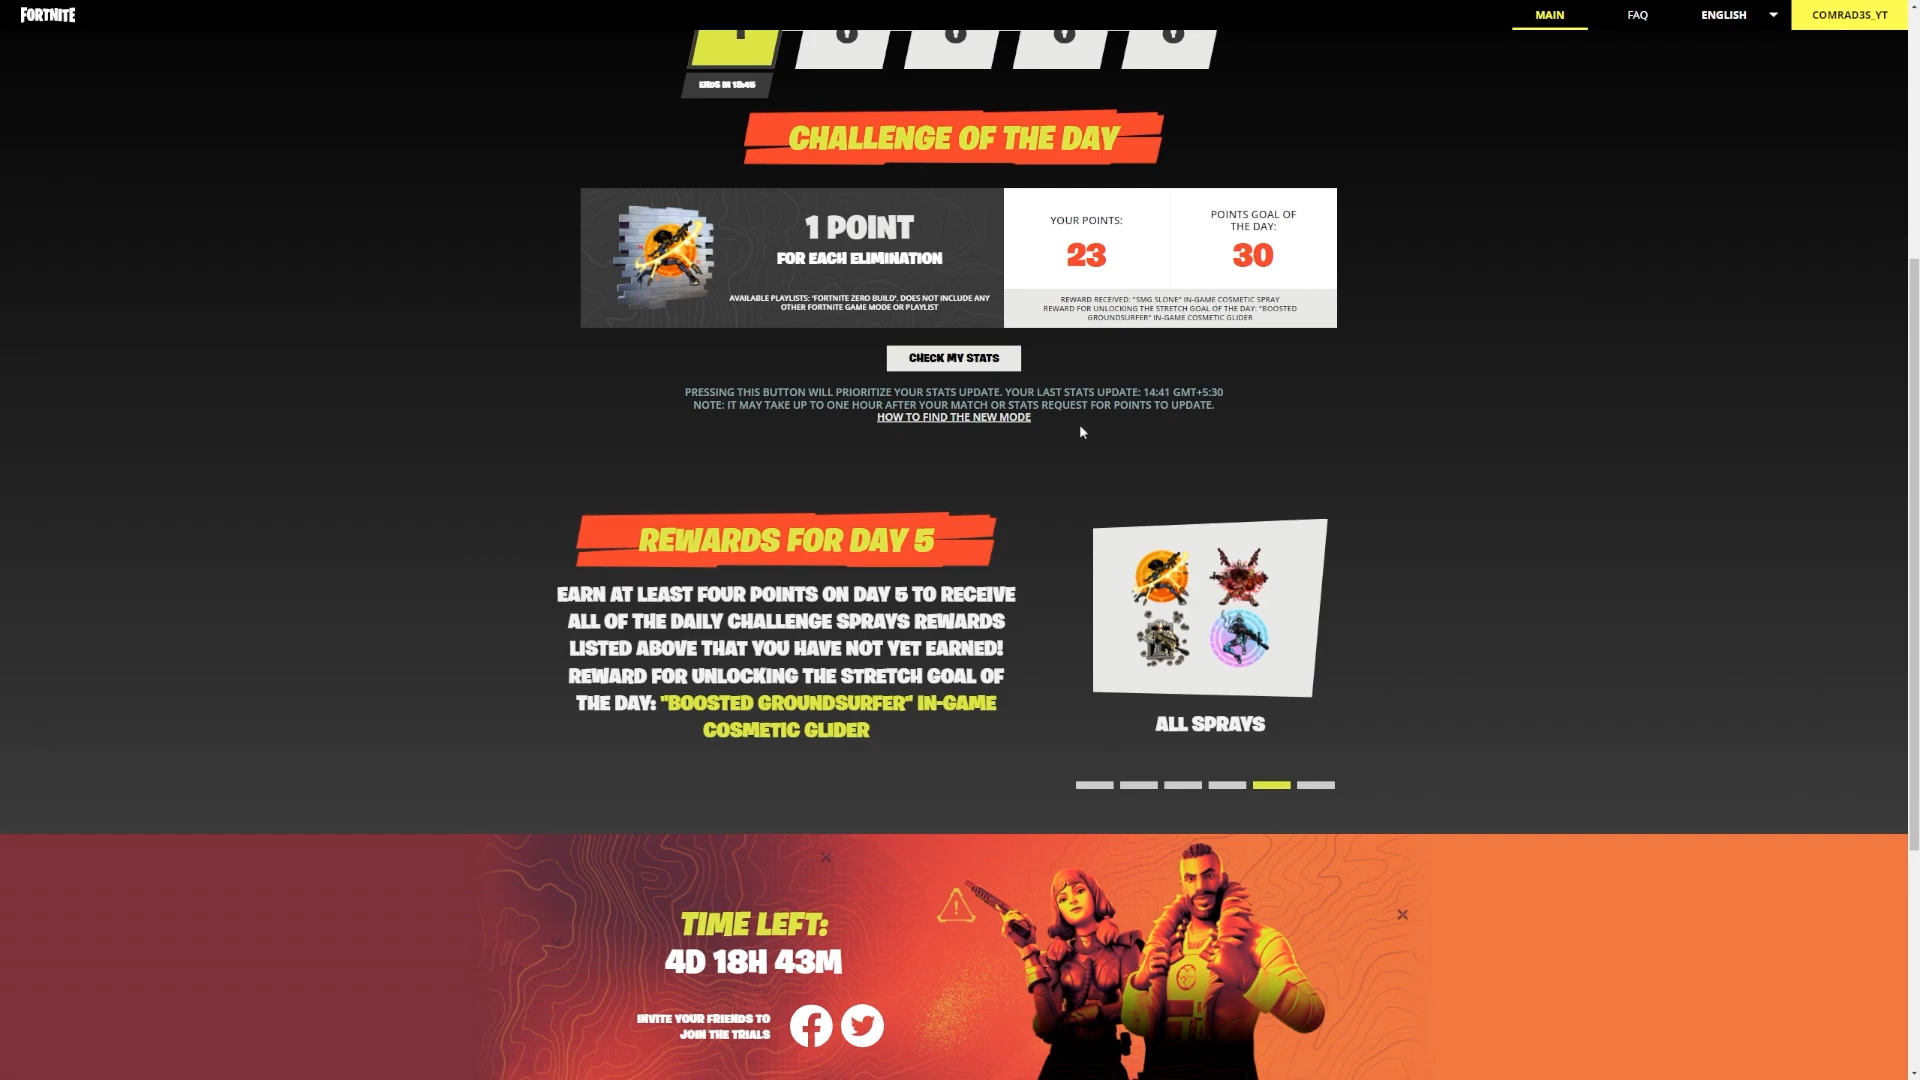 FORTNITE
MAIN
FAQ
ENGLISH
COMRAD3S_YT
ENDS IN 18:45
CHALLENGE OF THE DAY
1 POINT
FOR EACH ELIMINATION
AVAILABLE PLAYLISTS: 'FORTNITE ZERO BUILD'. DOES NOT INCLUDE ANY
OTHER FORTNITE GAME MODE OR PLAYLIST
YOUR POINTS:
23
POINTS GOAL OF
THE DAY:
30
REWARD RECEIVED: "SMG SLONE" IN-GAME COSMETIC SPRAY
REWARD FOR UNLOCKING THE STRETCH GOAL OF THE DAY: "BOOSTED
GROUNDSURFER" IN-GAME COSMETIC GLIDER
CHECK MY STATS
PRESSING THIS BUTTON WILL PRIORITIZE YOUR STATS UPDATE. YOUR LAST STATS UPDATE: 14:41 GMT+5:30
NOTE: IT MAY TAKE UP TO ONE HOUR AFTER YOUR MATCH OR STATS REQUEST FOR POINTS TO UPDATE.
HOW TO FIND THE NEW MODE
REWARDS FOR DAY 5
EARN AT LEAST FOUR POINTS ON DAY 5 TO RECEIVE
ALL OF THE DAILY CHALLENGE SPRAYS REWARDS
LISTED ABOVE THAT YOU HAVE NOT YET EARNED!
REWARD FOR UNLOCKING THE STRETCH GOAL OF
THE DAY: "BOOSTED GROUNDSURFER" IN-GAME
COSMETIC GLIDER
ALL SPRAYS
TIME LEFT:
4D 18H 43M
INVITE YOUR FRIENDS TO
JOIN THE TRIALS